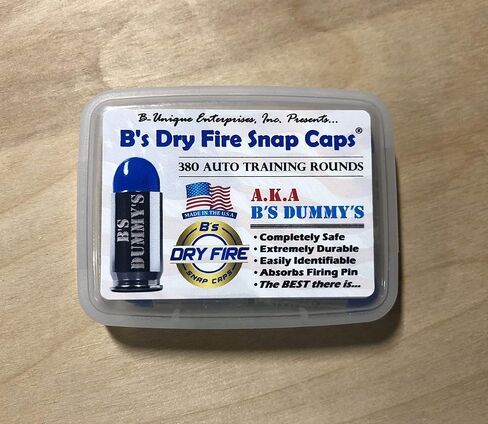 B-Unique Enterprises, Inc. Presents...
B's Dry Fire Snap Caps®
380 AUTO TRAINING ROUNDS
B'S DUMMY'S
MADE IN THE U.S.A
A.K.A
B'S DUMMY'S
B's
DRY FIRE
SNAP CAPS
• Completely Safe
• Extremely Durable
• Easily Identifiable
• Absorbs Firing Pin
• The BEST there is...